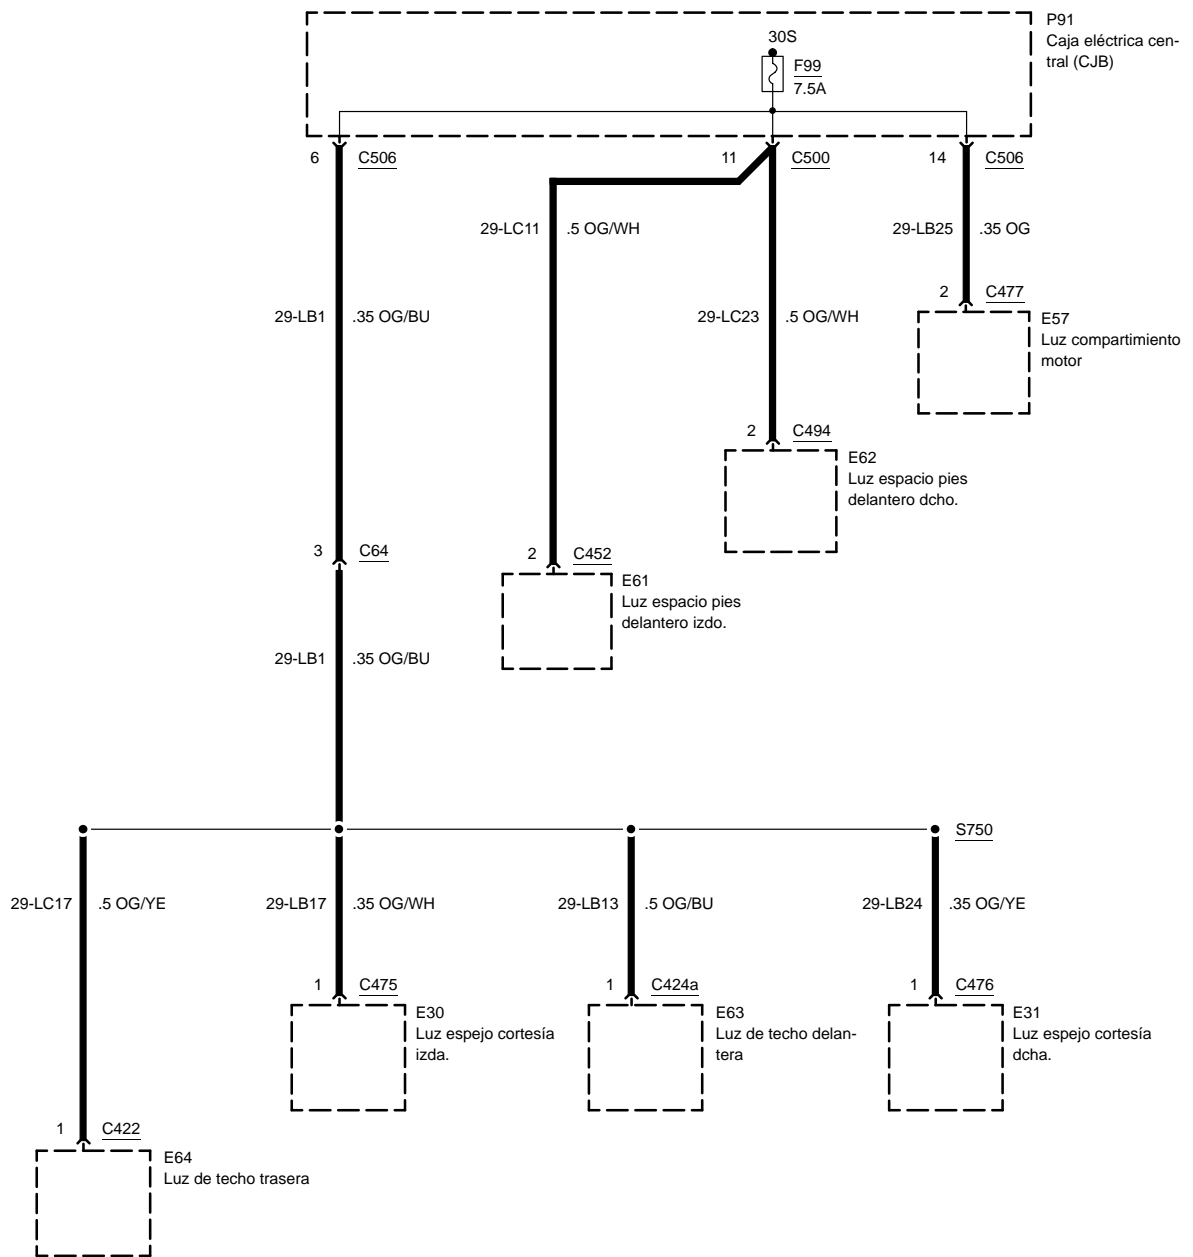 P91
Caja eléctrica cen-
tral (CJB)
30S
F99
7.5A
6 C506
11 C500
14 C506
29-LC11 .5 OG/WH
29-LB25 .35 OG
2 C477
29-LB1 .35 OG/BU
29-LC23 .5 OG/WH
E57
Luz compartimiento
motor
2 C494
E62
Luz espacio pies
delantero dcho.
3 C64
2 C452
E61
Luz espacio pies
delantero izdo.
29-LB1 .35 OG/BU
S750
29-LC17 .5 OG/YE
29-LB17 .35 OG/WH
29-LB13 .5 OG/BU
29-LB24 .35 OG/YE
1 C475
1 C424a
1 C476
E30
Luz espejo cortesía
izda.
E63
Luz de techo delan-
tera
E31
Luz espejo cortesía
dcha.
1 C422
E64
Luz de techo trasera